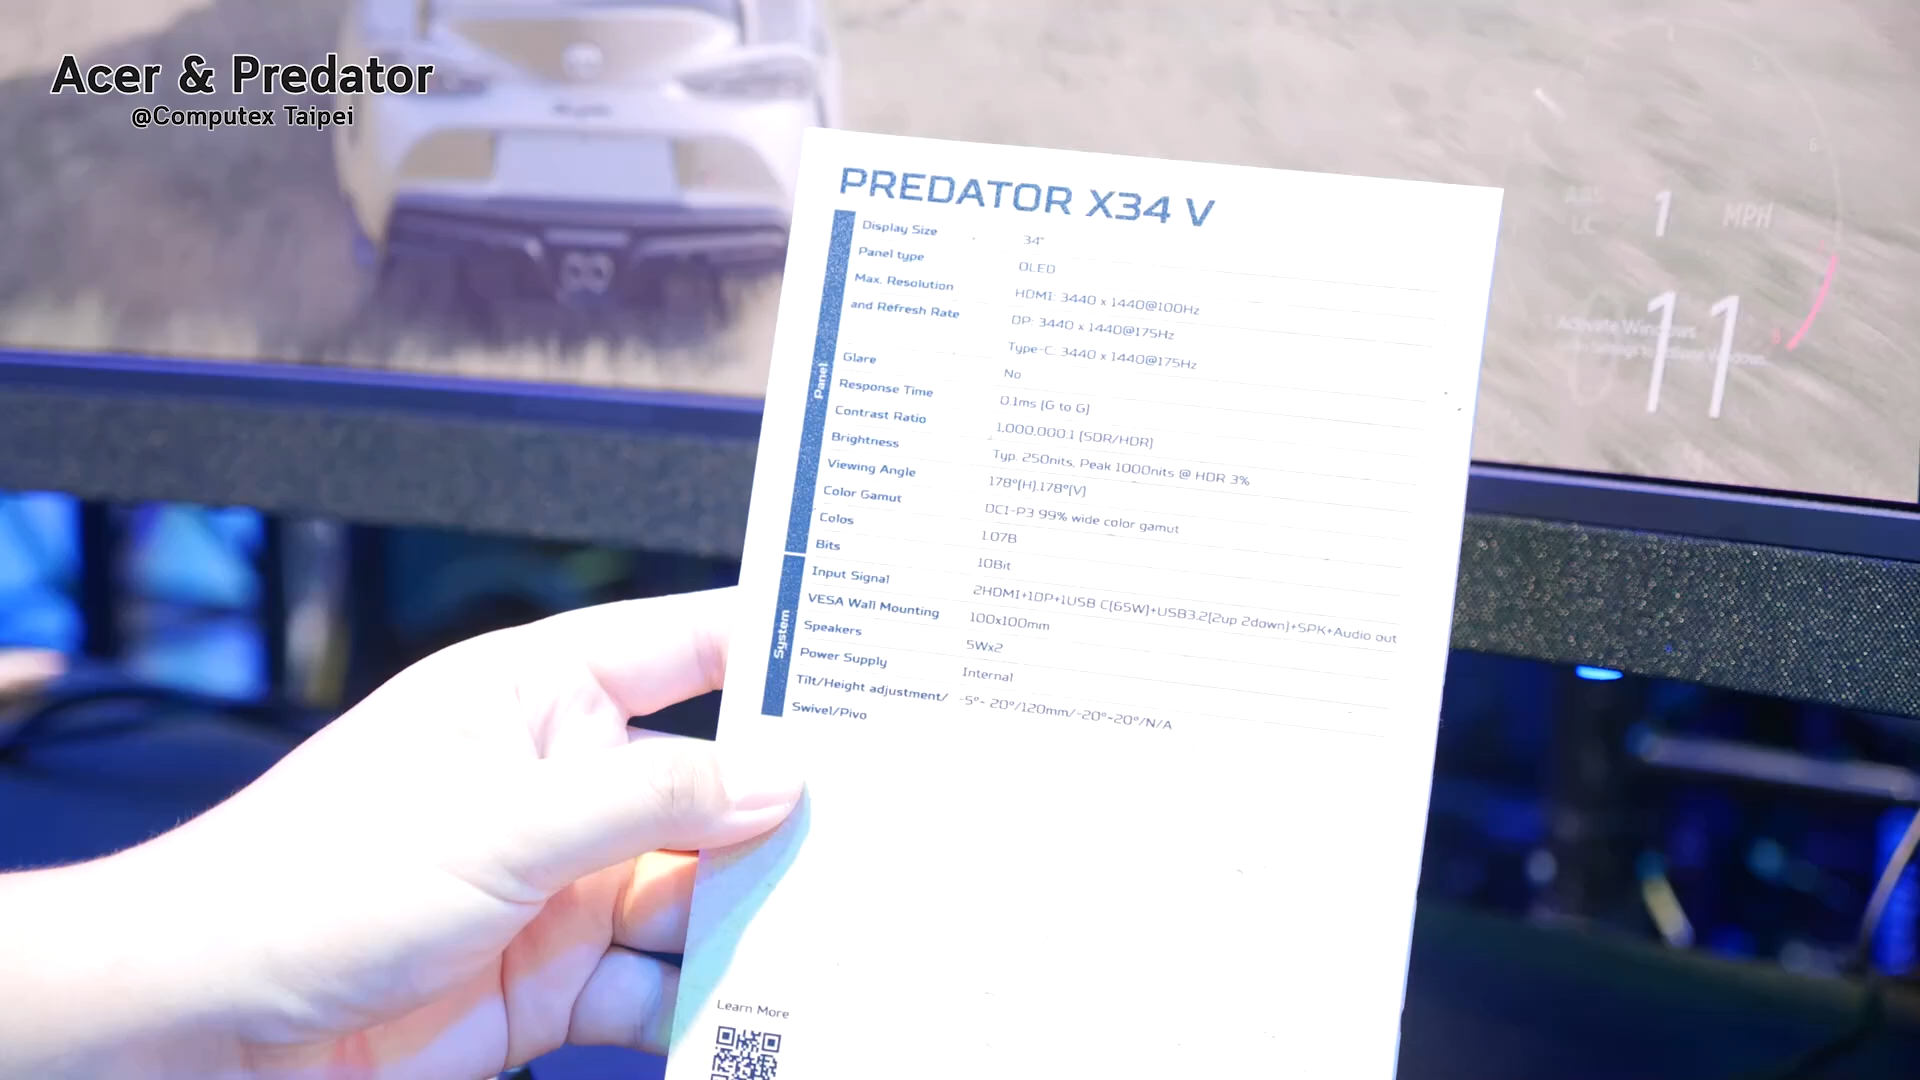 Acer & Predator
@Computex Taipei
PREDATOR X34 V
Panel
Display Size 34"
Panel type OLED
Max. Resolution HDMI: 3440 x 1440@100Hz
and Refresh Rate DP: 3440 x 1440@175Hz
Type-C: 3440 x 1440@175Hz
Glare No
Response Time 0.1ms (G to G)
Contrast Ratio 1,000,000:1 (SDR/HDR)
Brightness Typ. 250nits, Peak 1000nits @ HDR 3%
Viewing Angle 178°(H),178°(V)
Color Gamut DCI-P3 99% wide color gamut
Colos 1.07B
Bits 10Bit
System
Input Signal 2HDMI+1DP+1USB C(65W)+USB3.2(2up 2down)+SPK+Audio out
VESA Wall Mounting 100x100mm
Speakers 5Wx2
Power Supply Internal
Tilt/Height adjustment/ -5°~ 20°/120mm/-20°~20°/N/A
Swivel/Pivo
Learn More
1 MPH
11
Activate Windows